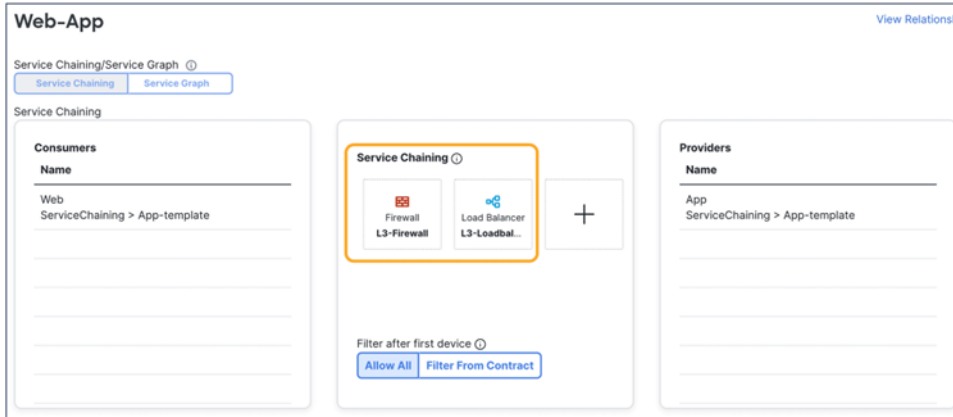 Web-App
View Relations
Service Chaining/Service Graph
Service Chaining
Service Graph
Service Chaining
Consumers
Name
Web
ServiceChaining > App-template
Service Chaining
Firewall
L3-Firewall
Load Balancer
L3-Loadbal...
Filter after first device
Allow All
Filter From Contract
Providers
Name
App
ServiceChaining > App-template